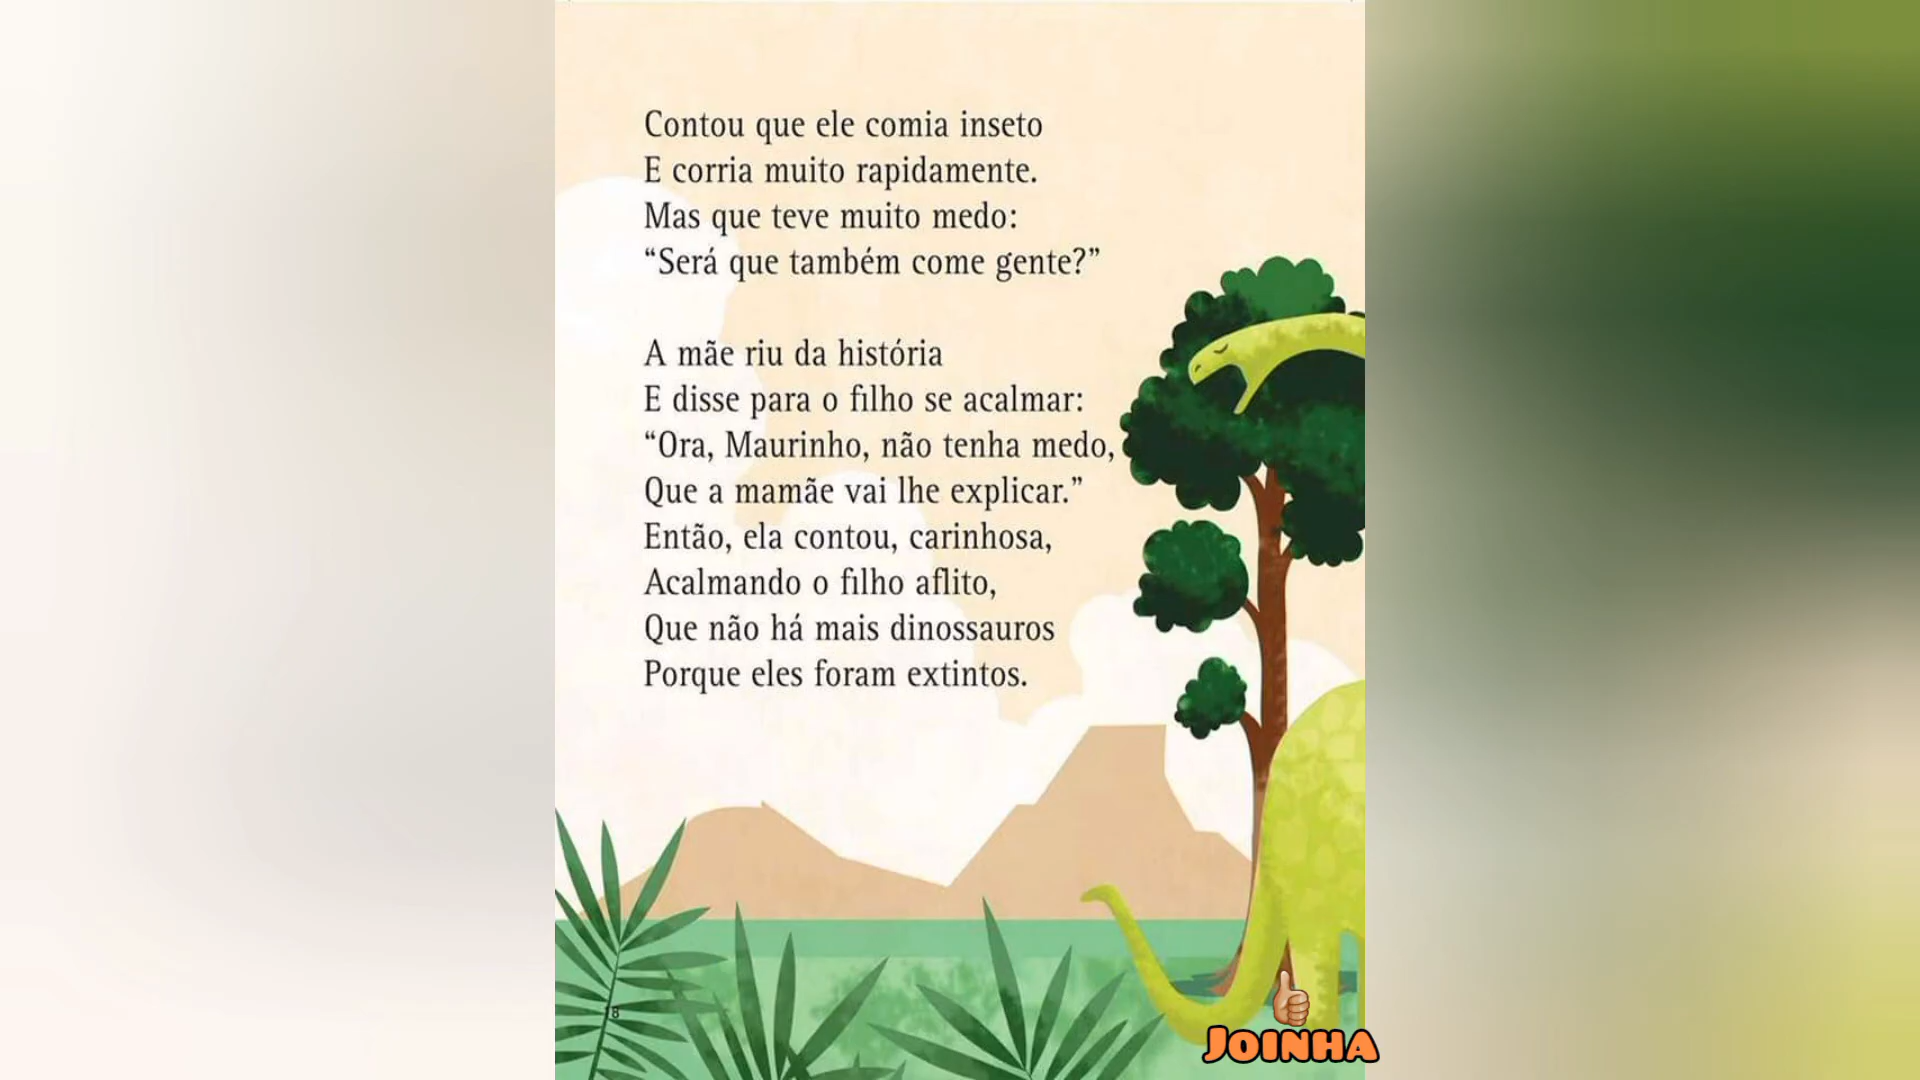 Contou que ele comia inseto
E corria muito rapidamente.
Mas que teve muito medo:
“Será que também come gente?”
A mãe riu da história
E disse para o filho se acalmar:
“Ora, Maurinho, não tenha medo,
Que a mamãe vai lhe explicar.”
Então, ela contou, carinhosa,
Acalmando o filho aflito,
Que não há mais dinossauros
Porque eles foram extintos.
18
JOINHA